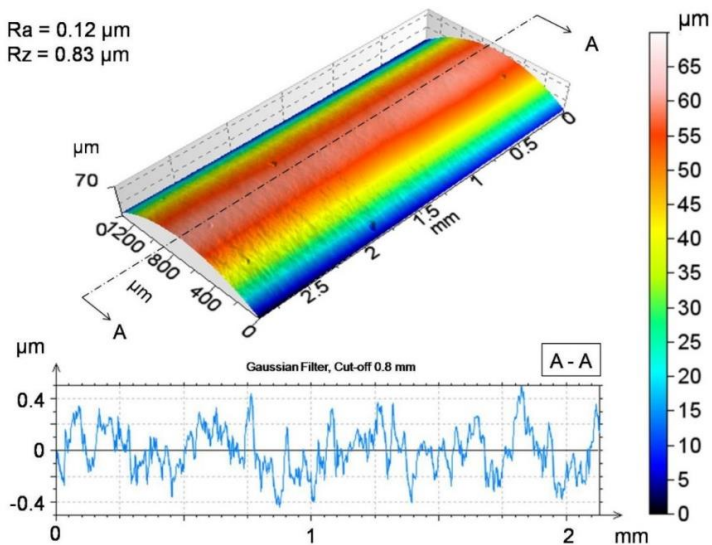 Ra = 0.12 µm
Rz = 0.83 µm
A
µm
70
0
1200
800
400
0
µm
A
0
0.5
1
1.5
2
2.5
mm
µm
65
60
55
50
45
40
35
30
25
20
15
10
5
0
µm
Gaussian Filter, Cut-off 0.8 mm
A - A
0.4
0
-0.4
0
1
2
mm